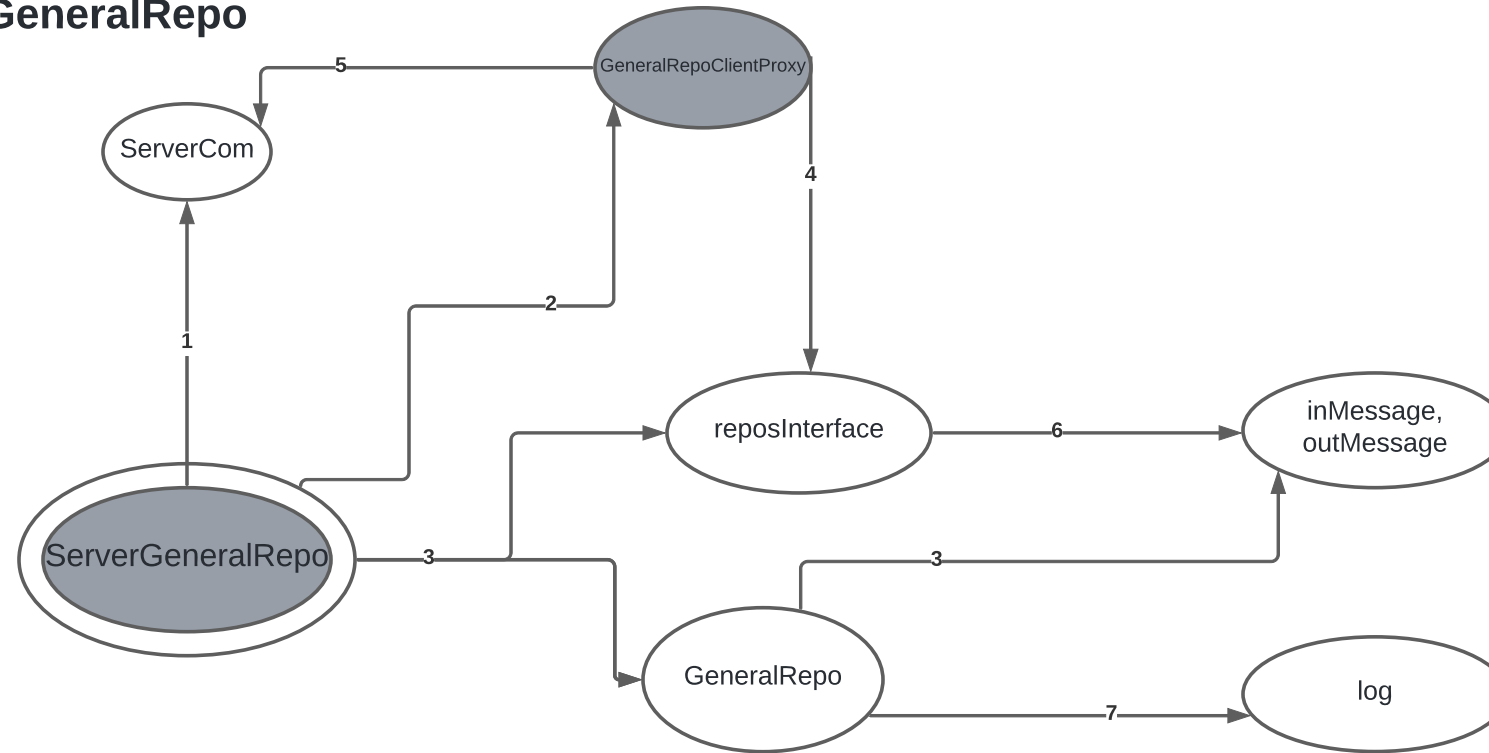 GeneralRepo
GeneralRepoClientProxy
5
ServerCom
4
2
1
reposInterface
6
inMessage,
outMessage
ServerGeneralRepo
3
3
GeneralRepo
log
7